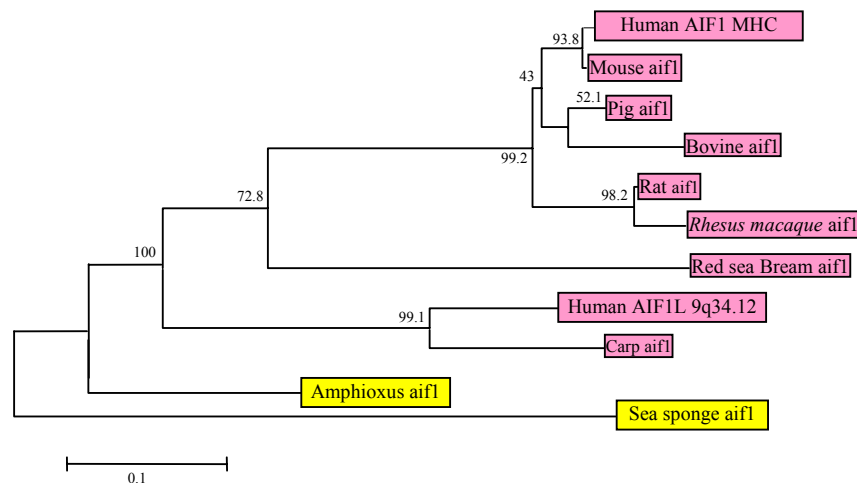 Human AIF1 MHC
93.8
Mouse aif1
43
52.1
Pig aif1
Bovine aif1
99.2
Rat aif1
98.2
72.8
Rhesus macaque aif1
100
Red sea Bream aif1
Human AIF1L 9q34.12
99.1
Carp aif1
Amphioxus aif1
Sea sponge aif1
0.1